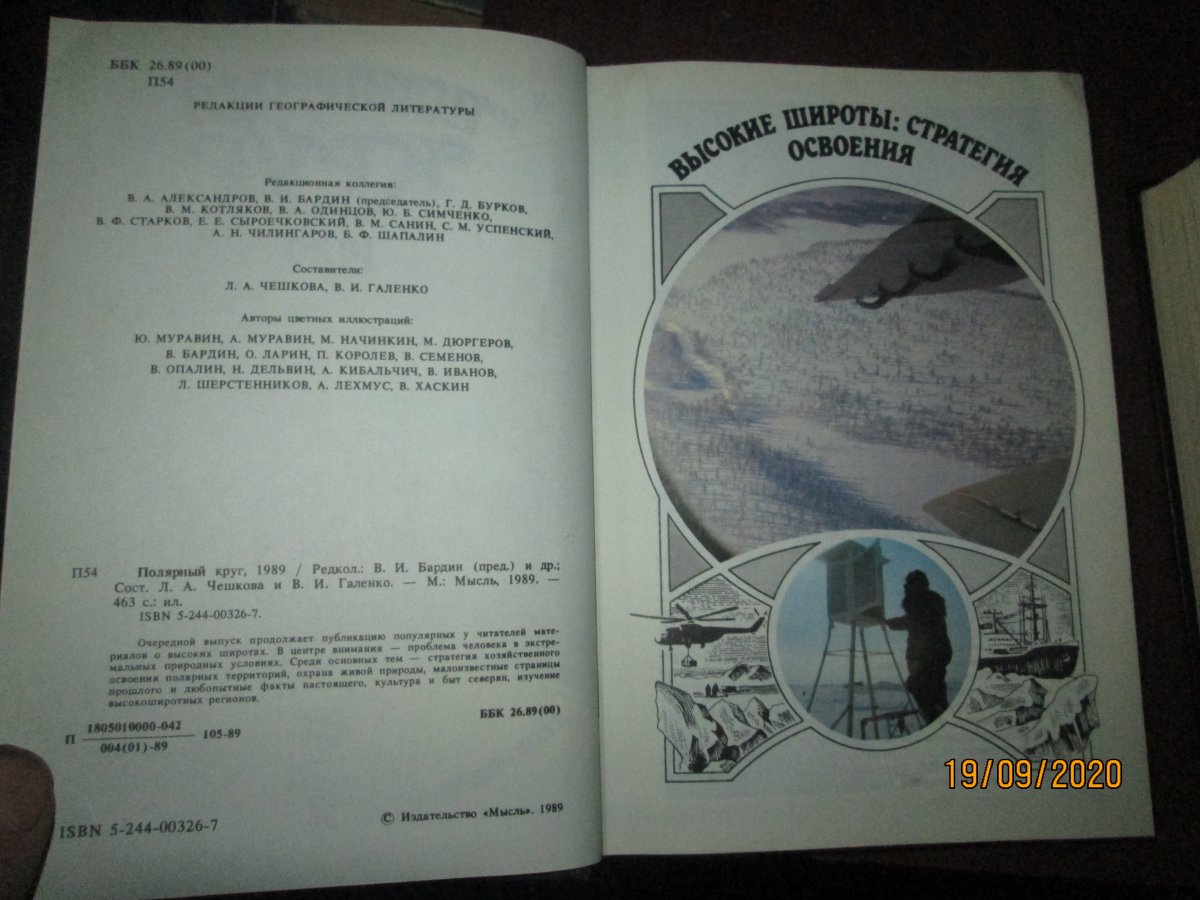 ББК 26.89(00)
П54
РЕДАКЦИИ ГЕОГРАФИЧЕСКОЙ ЛИТЕРАТУРЫ
Редакционная коллегия:
В. А. АЛЕКСАНДРОВ, В. И. БАРДИН (председатель), Г. Д. БУРКОВ,
В. М. КОТЛЯКОВ, В. А. ОДИНЦОВ, Ю. Б. СИМЧЕНКО,
В. Ф. СТАРКОВ, Е. Е. СЫРОЕЧКОВСКИЙ, В. М. САНИН, С. М. УСПЕНСКИЙ,
А. Н. ЧИЛИНГАРОВ, Б. Ф. ШАПАЛИН
Составители:
Л. А. ЧЕШКОВА, В. И. ГАЛЕНКО
Авторы цветных иллюстраций:
Ю. МУРАВИН, А. МУРАВИН, М. НАЧИНКИН, М. ДЮРГЕРОВ,
В. БАРДИН, О. ЛАРИН, П. КОРОЛЕВ, В. СЕМЕНОВ,
В. ОПАЛИН, Н. ДЕЛЬВИН, А. КИБАЛЬЧИЧ, В. ИВАНОВ,
Л. ШЕРСТЕННИКОВ, А. ЛЕХМУС, В. ХАСКИН
П54 Полярный круг, 1989 / Редкол.: В. И. Бардин (пред.) и др.;
Сост. Л. А. Чешкова и В. И. Галенко. — М.: Мысль, 1989. —
463 с.: ил.
ISBN 5-244-00326-7.
Очередной выпуск продолжает публикацию популярных у читателей мате-
риалов о высоких широтах. В центре внимания — проблема человека в экстре-
мальных природных условиях. Среди основных тем — стратегия хозяйственного
освоения полярных территорий, охрана живой природы, малоизвестные страницы
прошлого и любопытные факты настоящего, культура и быт северян, изучение
высокоширотных регионов.
П 1805010000-042
004(01)-89 105-89
ББК 26.89(00)
ISBN 5-244-00326-7
© Издательство «Мысль». 1989
ВЫСОКИЕ ШИРОТЫ: СТРАТЕГИЯ
ОСВОЕНИЯ
19/09/2020